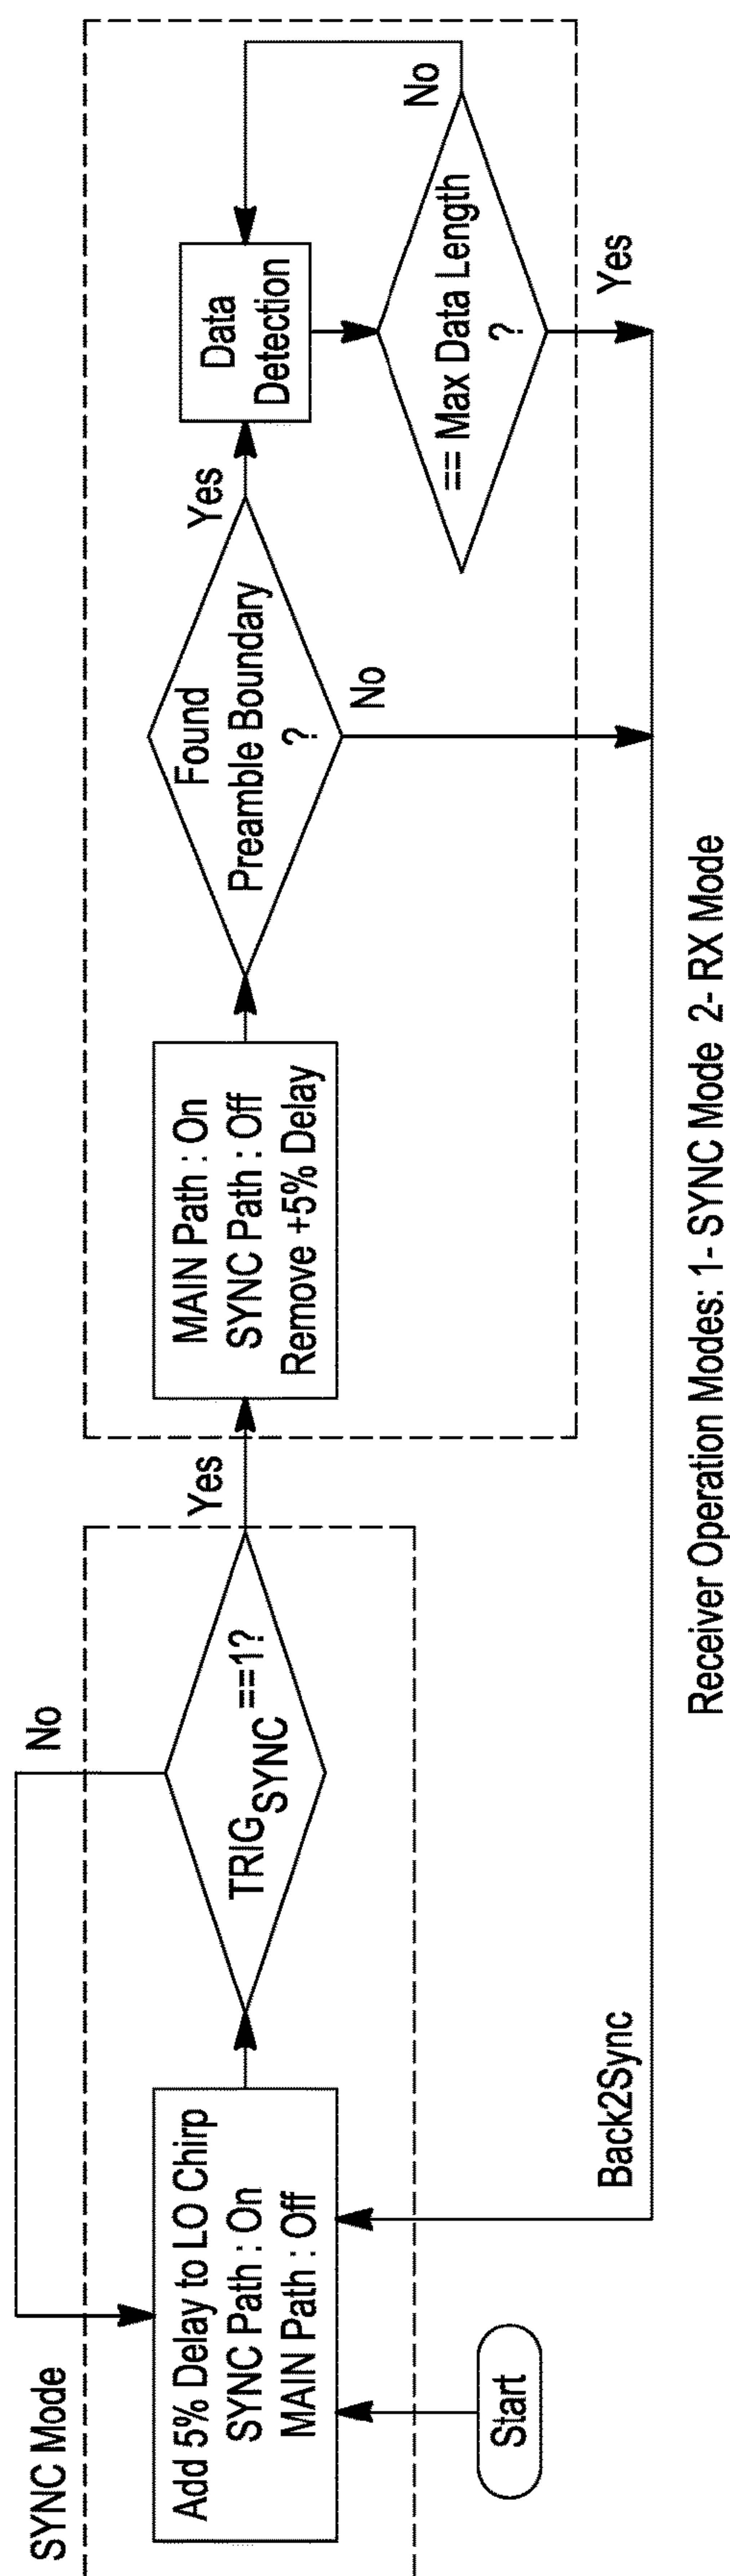 SYNC Mode
Start
Add 5% Delay to LO Chirp
SYNC Path : On
MAIN Path : Off
No
TRIG SYNC ==1?
Yes
MAIN Path : On
SYNC Path : Off
Remove +5% Delay
Found
Preamble Boundary
?
Yes
No
Data
Detection
No
== Max Data Length
?
Yes
Back2Sync
Receiver Operation Modes: 1- SYNC Mode 2- RX Mode